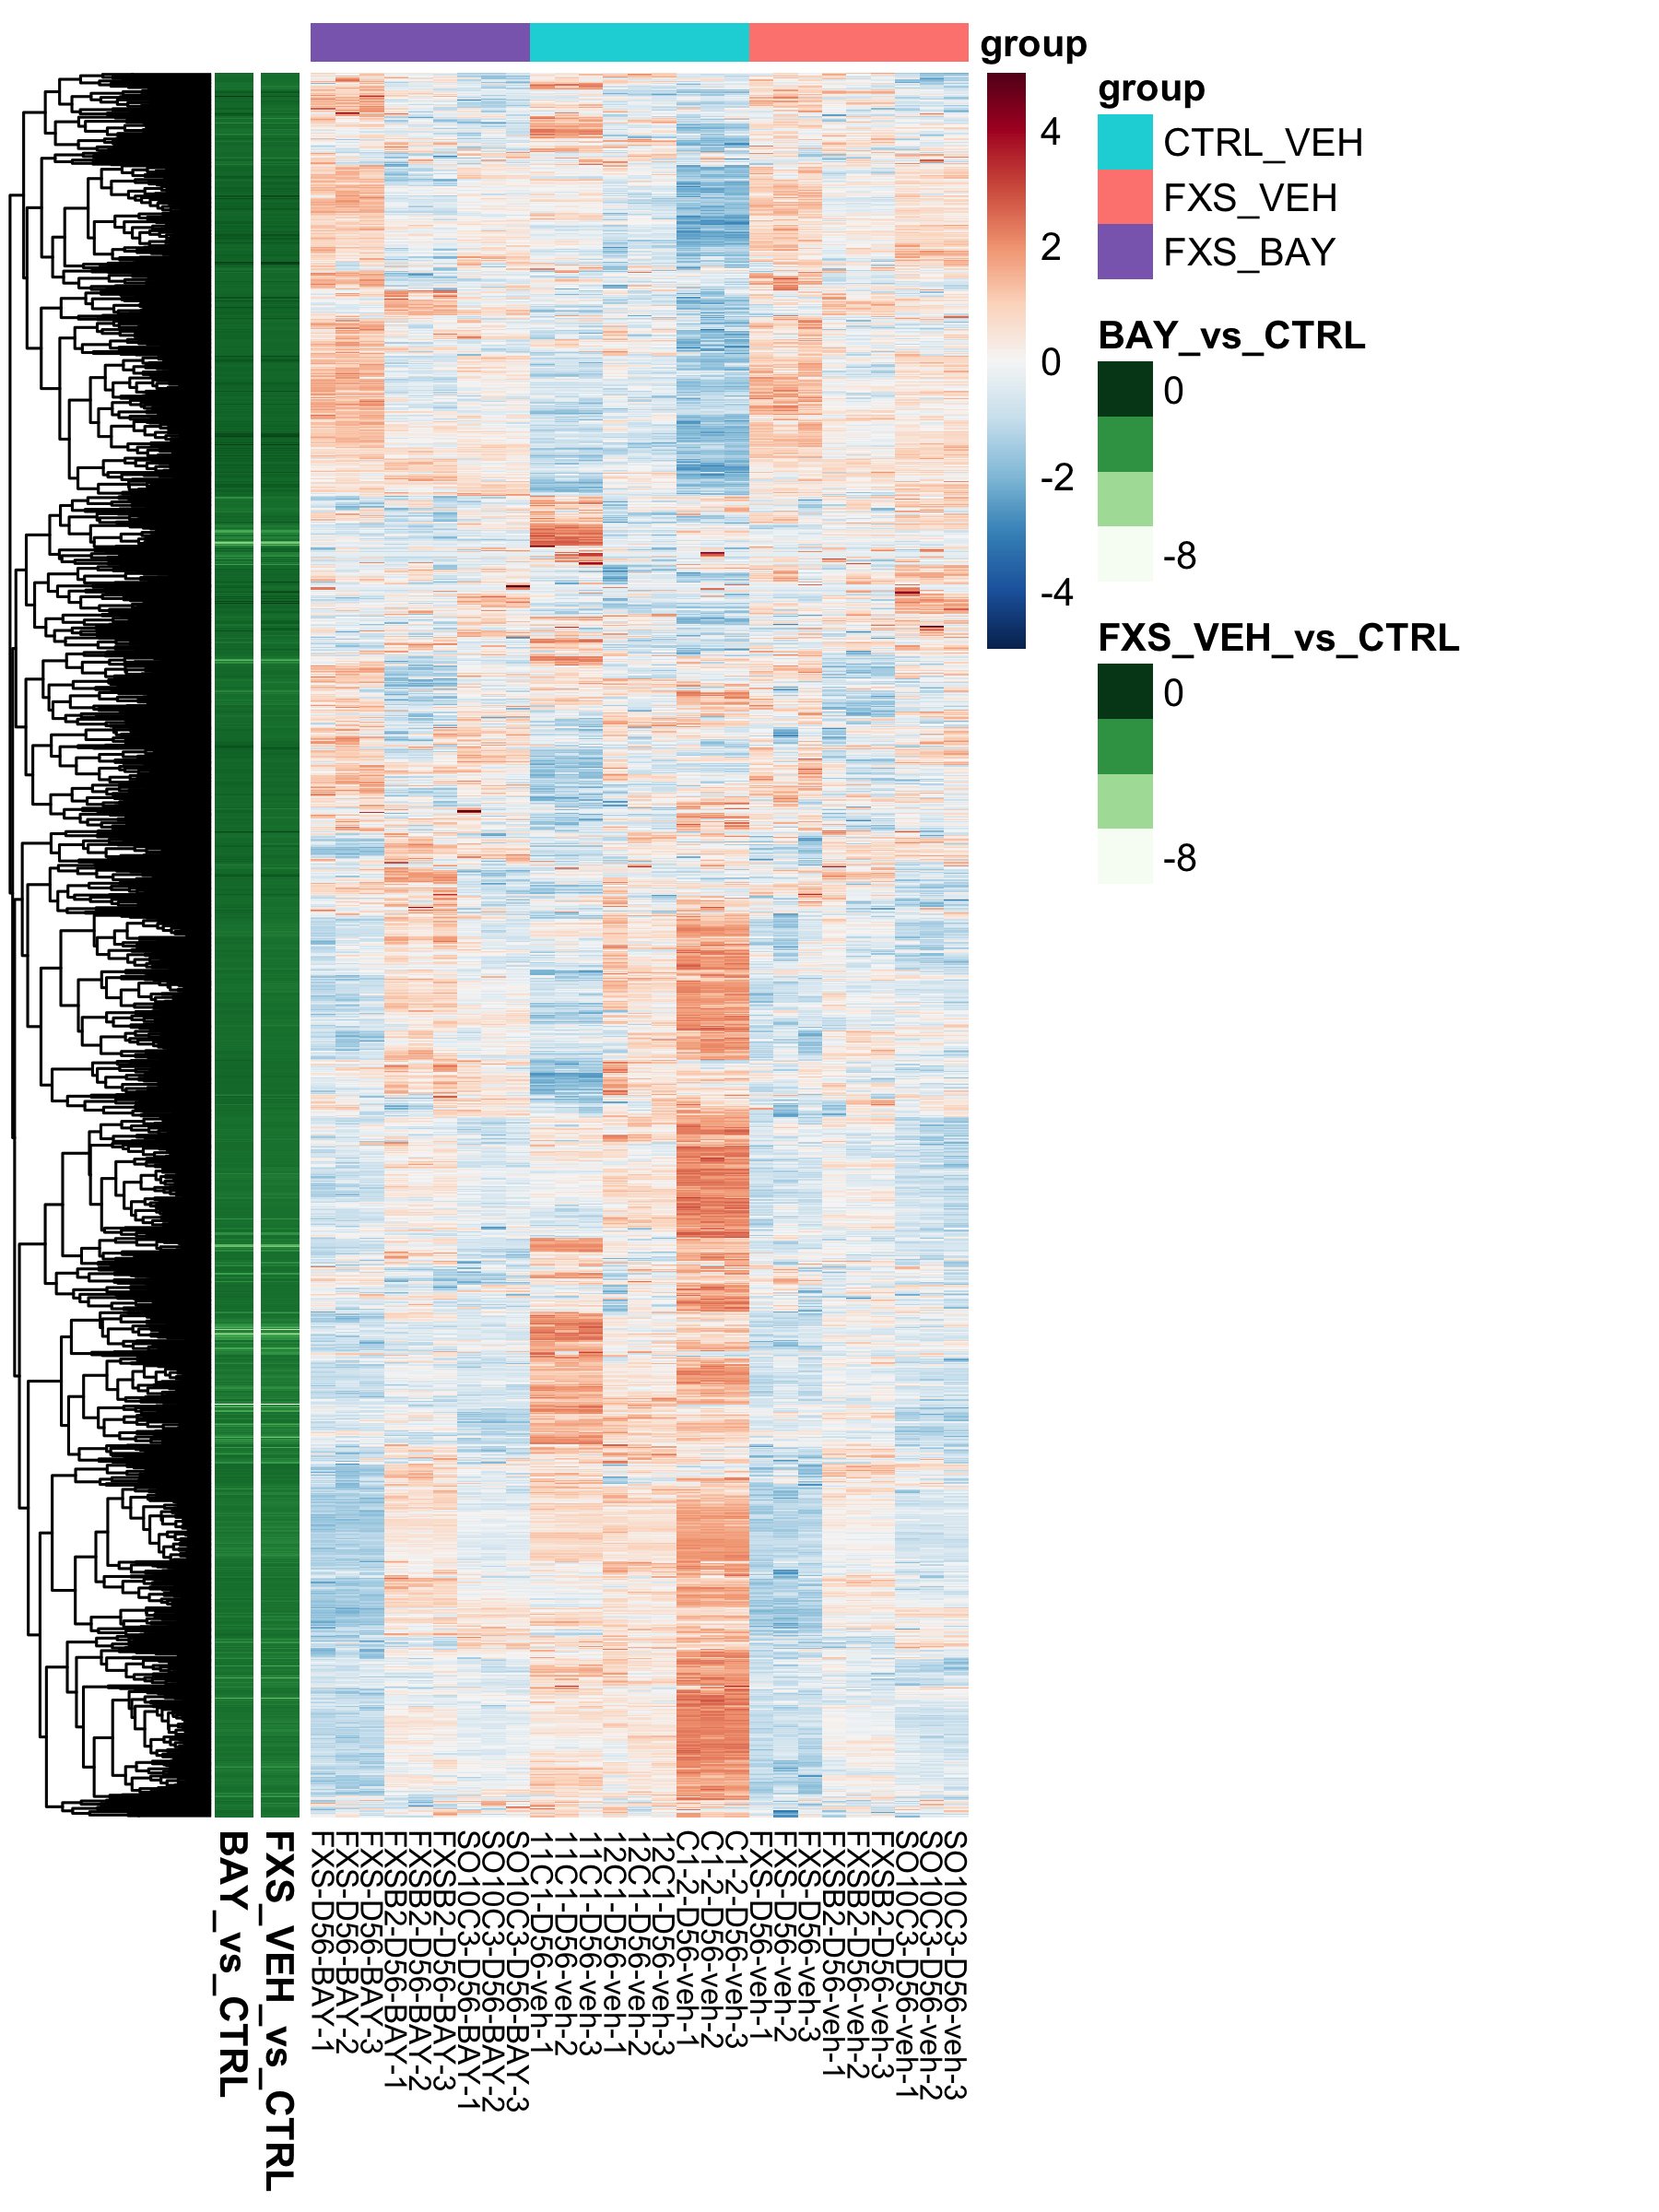 group
group
CTRL_VEH
FXS_VEH
FXS_BAY
4
2
0
-2
-4
BAY_vs_CTRL
0
-8
FXS_VEH_vs_CTRL
0
-8
BAY_vs_CTRL
FXS_VEH_vs_CTRL
FXS-D56-BAY-1
FXS-D56-BAY-2
FXS-D56-BAY-3
FXSB2-D56-BAY-1
FXSB2-D56-BAY-2
FXSB2-D56-BAY-3
SO10C3-D56-BAY-1
SO10C3-D56-BAY-2
SO10C3-D56-BAY-3
11C1-D56-veh-1
11C1-D56-veh-2
11C1-D56-veh-3
12C1-D56-veh-1
12C1-D56-veh-2
12C1-D56-veh-3
C1-2-D56-veh-1
C1-2-D56-veh-2
C1-2-D56-veh-3
FXS-D56-veh-1
FXS-D56-veh-2
FXS-D56-veh-3
FXSB2-D56-veh-1
FXSB2-D56-veh-2
FXSB2-D56-veh-3
SO10C3-D56-veh-1
SO10C3-D56-veh-2
SO10C3-D56-veh-3